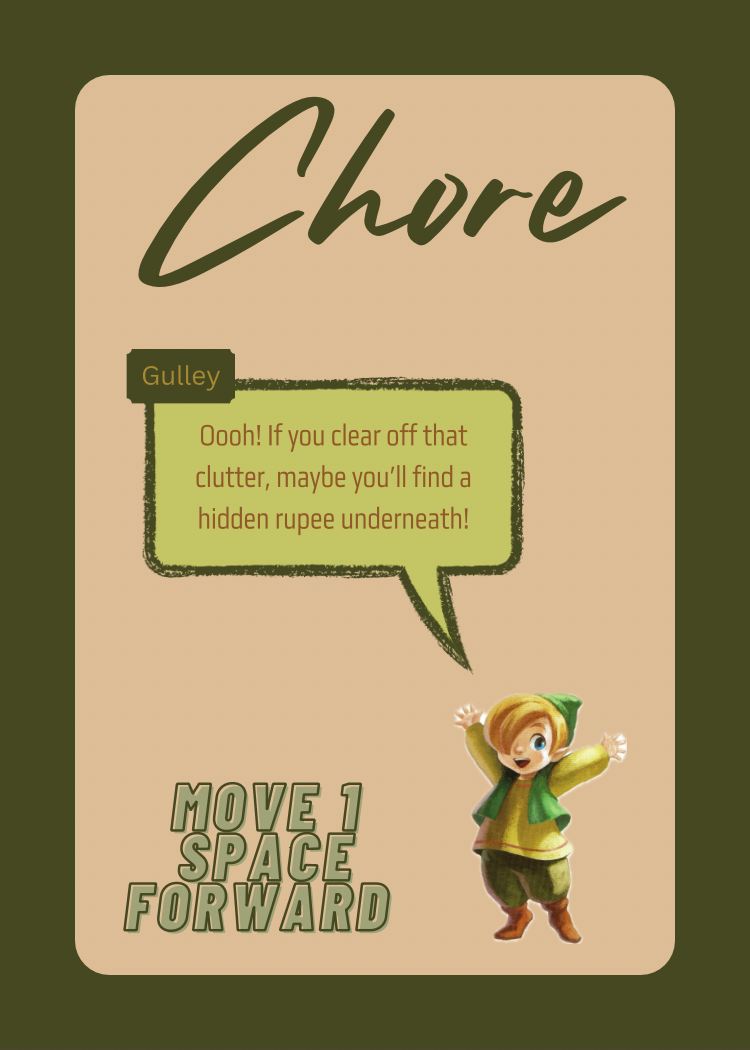 Chore
Gulley
Oooh! If you clear off that
clutter, maybe you’ll find a
hidden rupee underneath!
MOVE 1
SPACE
FORWARD